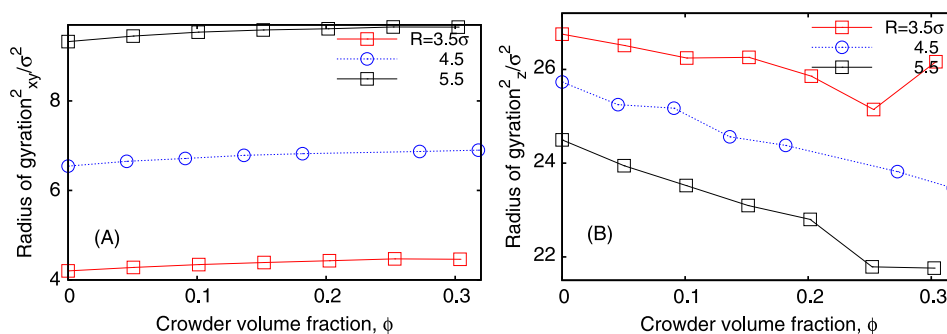 R=3.5σ
4.5
5.5
8
6
4
Radius of gyration²xy/σ²
(A)
0
0.1
0.2
0.3
Crowder volume fraction, ϕ
R=3.5σ
4.5
5.5
26
24
22
Radius of gyration²z/σ²
(B)
0
0.1
0.2
0.3
Crowder volume fraction, ϕ